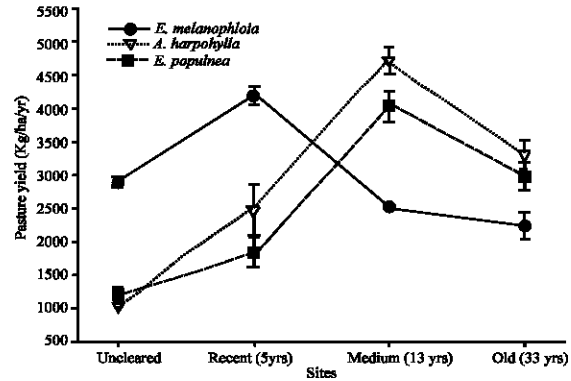 5500
5000
4500
4000
3500
3000
2500
2000
1500
1000
500
Pasture yield (Kg/ha/yr)
E. melanophloia
A. harpohylla
E. populnea
Uncleared Recent (5yrs) Medium (13 yrs) Old (33 yrs)
Sites